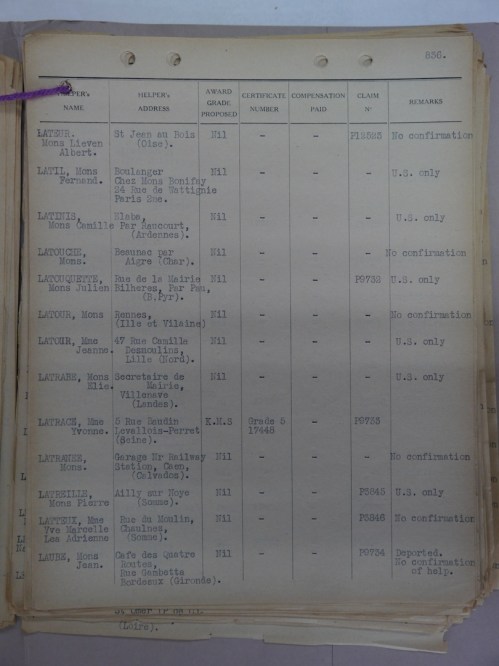 836.
HELPER's NAME HELPER's ADDRESS AWARD GRADE PROPOSED CERTIFICATE NUMBER COMPENSATION PAID CLAIM N° REMARKS
LATEUR. St Jean au Bois Nil - - F12523 No confirmation
Mons Lieven (Oise).
Albert.
LATIL, Mons Boulanger Nil - - - U.S. only
Fernand. Chez Mons Bonifay
24 Rue de Wattignie
Paris
LATINIS, Nil - - - U.S. only
Mons Camille Par Raucourt,
(Ardennes).
LATOUCHE, Beaunac par Nil - - - No confirmation
Mons. Aigre (Char).
LATOUQUETTE, Rue de la Mairie Nil - - F9732 U.S. only
Mons Julien Bilheres, Par Pau,
(B.Pyr).
LATOUR, Mons Rennes, Nil - - - No confirmation
(Ille et Vilaine)
LATOUR, Mme 47 Rue Camille Nil - - - U.S. only
Jeanne. Desmoulins,
Lille (Nord).
LATRABE, Mons Secretaire de Nil - - - U.S. only
Elie. Mairie,
Villenave
(Landes).
LATRACE, Mme 5 Rue Baudin K.M.S Grade 5 - F9733
Yvonne. Levallois-Perret 17448
(Seine).
Garage Nr Railway Nil - - - No confirmation
Mons. Station, Caen,
(Calvados).
LATREILLE, Ailly sur Noye Nil - - F3845 U.S. only
Mons Pierre (Somme).
LATTEUX, Mme Rue du Moulin, Nil - - F3846 No confirmation
Yve Marcelle Chaulnes,
Lea Adrienne (Somme).
LAUBE, Mons Cafe des Quatre Nil - - F9734 Deported.
Jean. Routes, No confirmation
Rue Gambetta of help.
Bordeaux (Gironde).
(Loire).